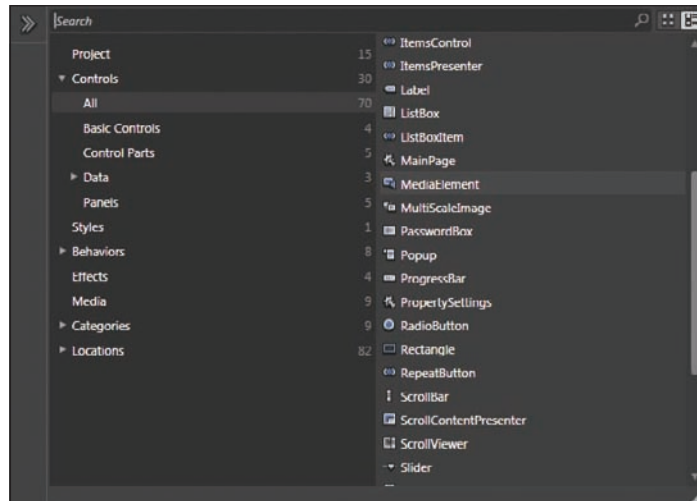 Search
Project 15
Controls 30
All 70
Basic Controls 4
Control Parts 5
Data 3
Panels 5
Styles 1
Behaviors 8
Effects 4
Media 9
Categories 9
Locations 82
ItemsControl
ItemsPresenter
Label
ListBox
ListBoxItem
MainPage
MediaElement
MultiScaleImage
PasswordBox
Popup
ProgressBar
PropertySettings
RadioButton
Rectangle
RepeatButton
ScrollBar
ScrollContentPresenter
ScrollViewer
Slider